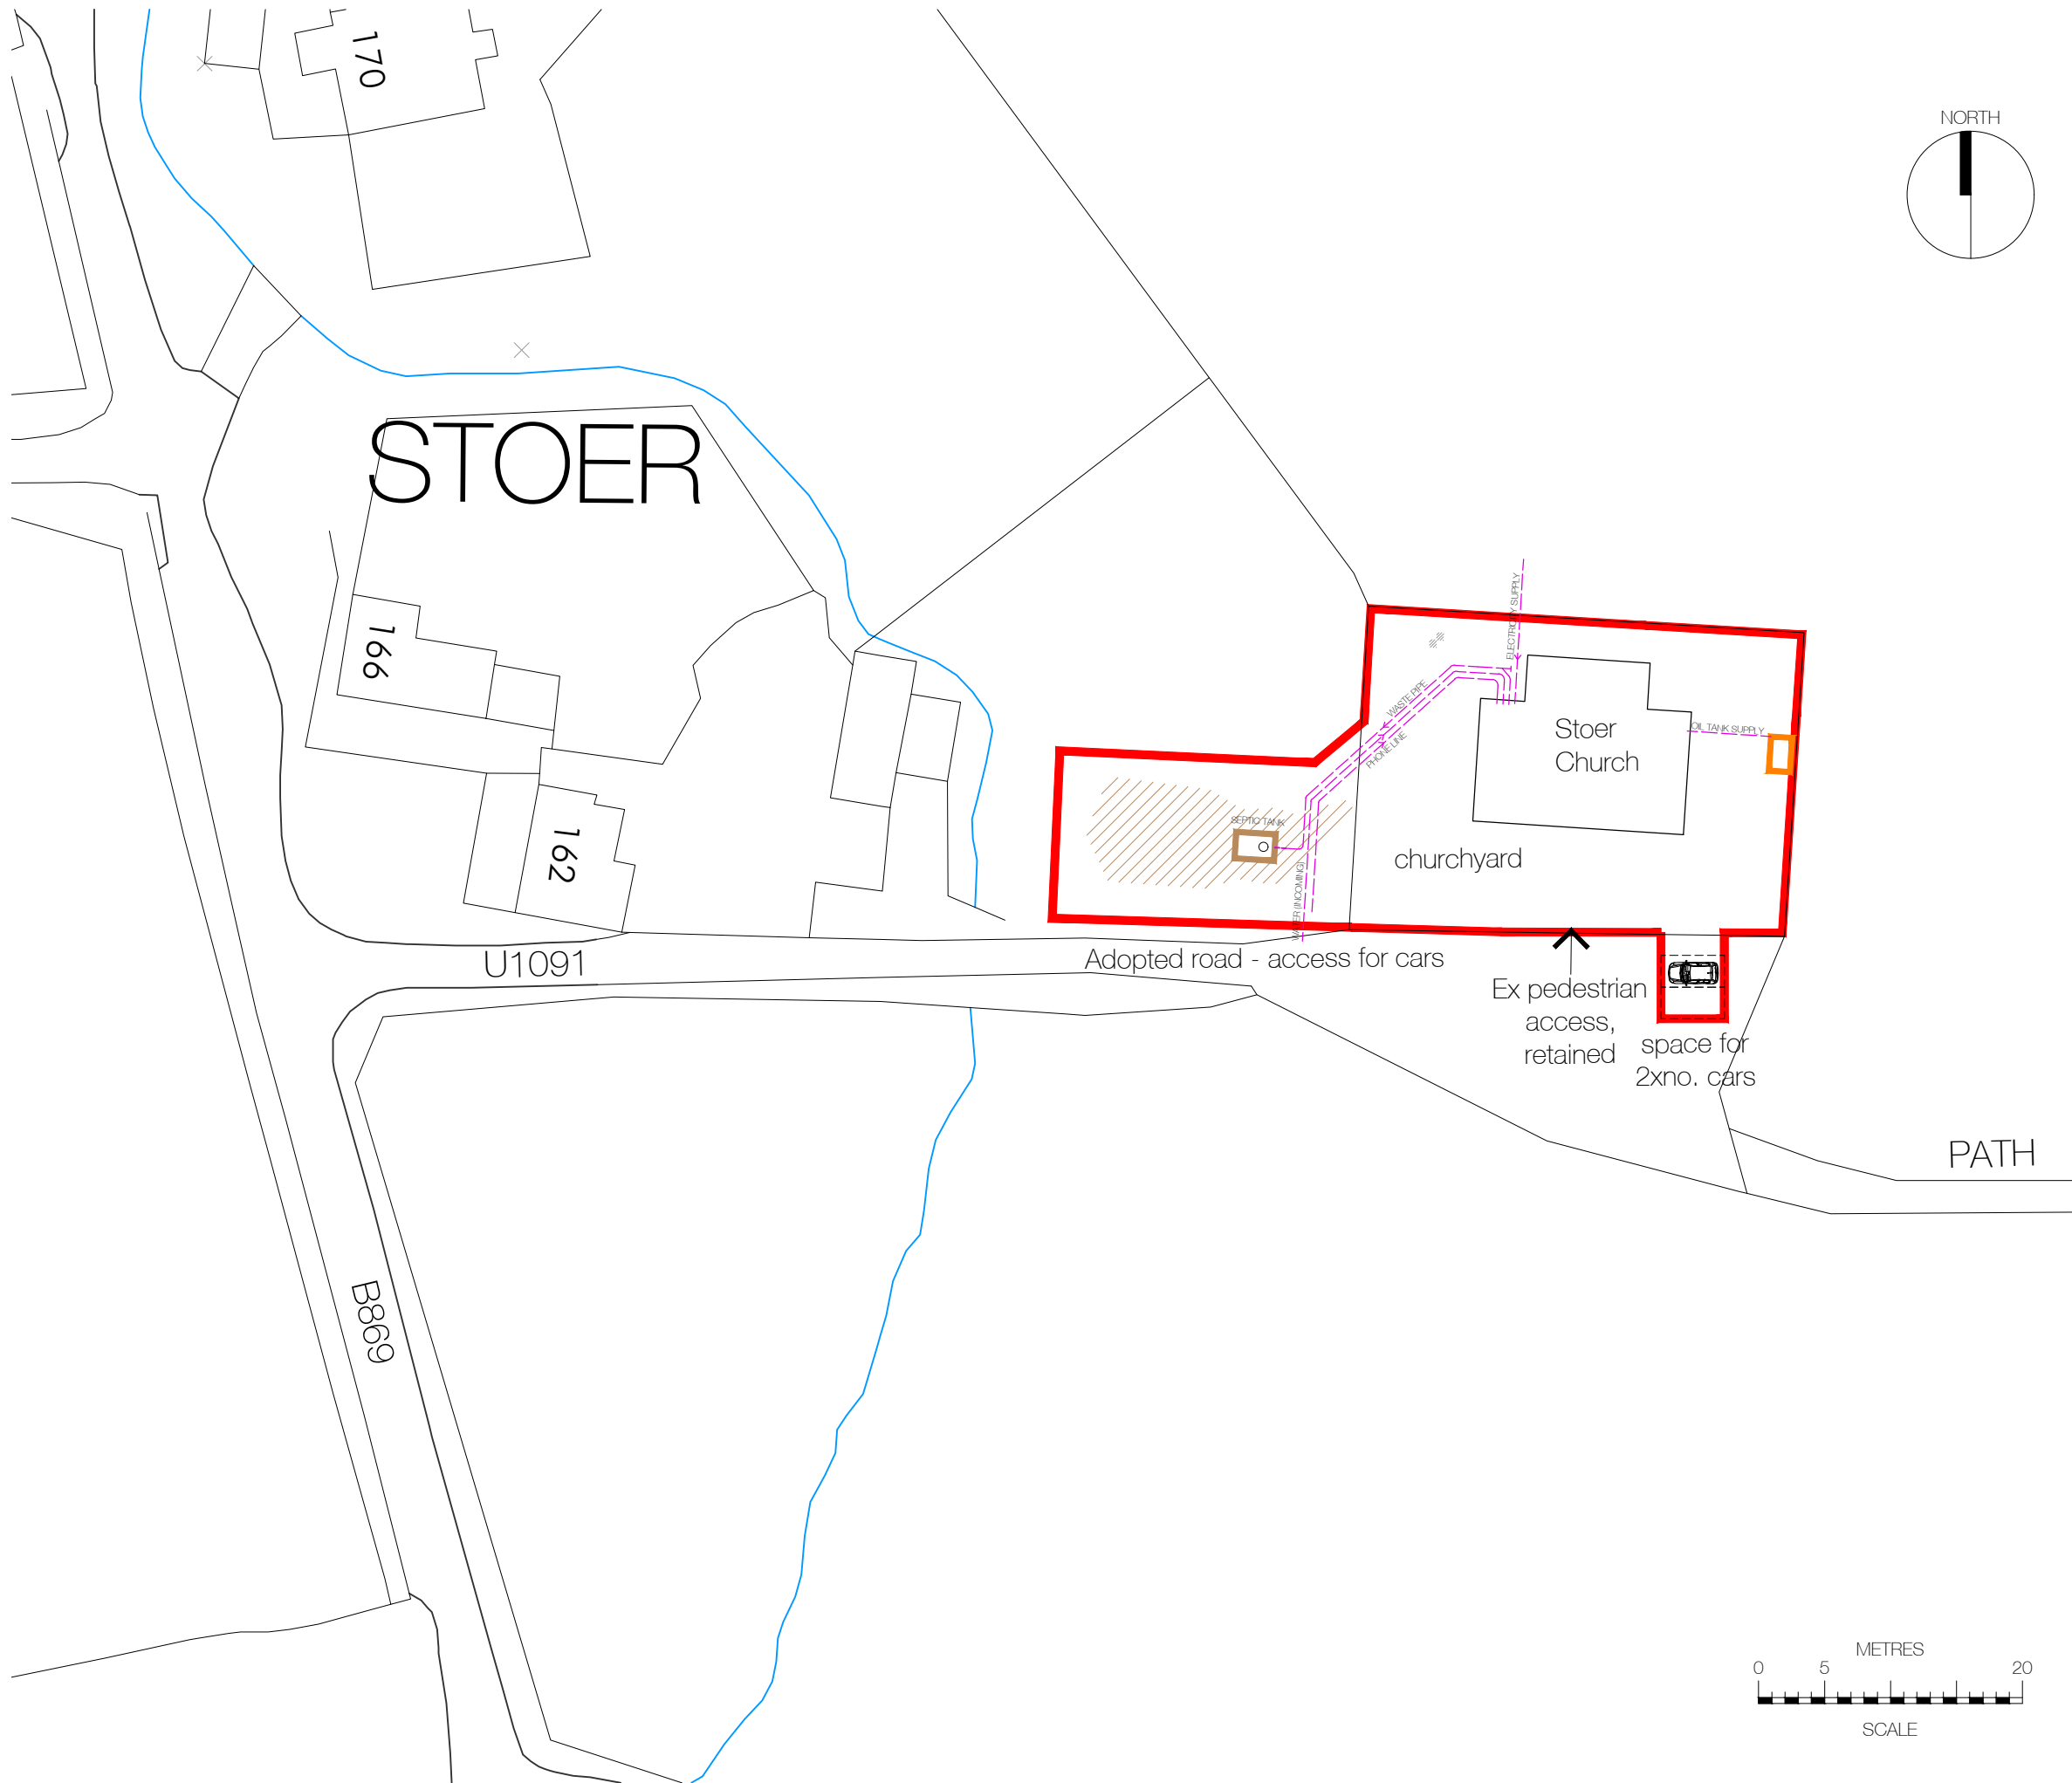 170
NORTH
STOER
ELECTRICITY SUPPLY
166
WASTE PIPE
PHONE LINE
Stoer
Church
OIL TANK SUPPLY
162
SEPTIC TANK
churchyard
WATER (INCOMING)
U1091
Adopted road - access for cars
Ex pedestrian
access,
retained
space for
2xno. cars
PATH
B869
METRES
0 5 20
SCALE